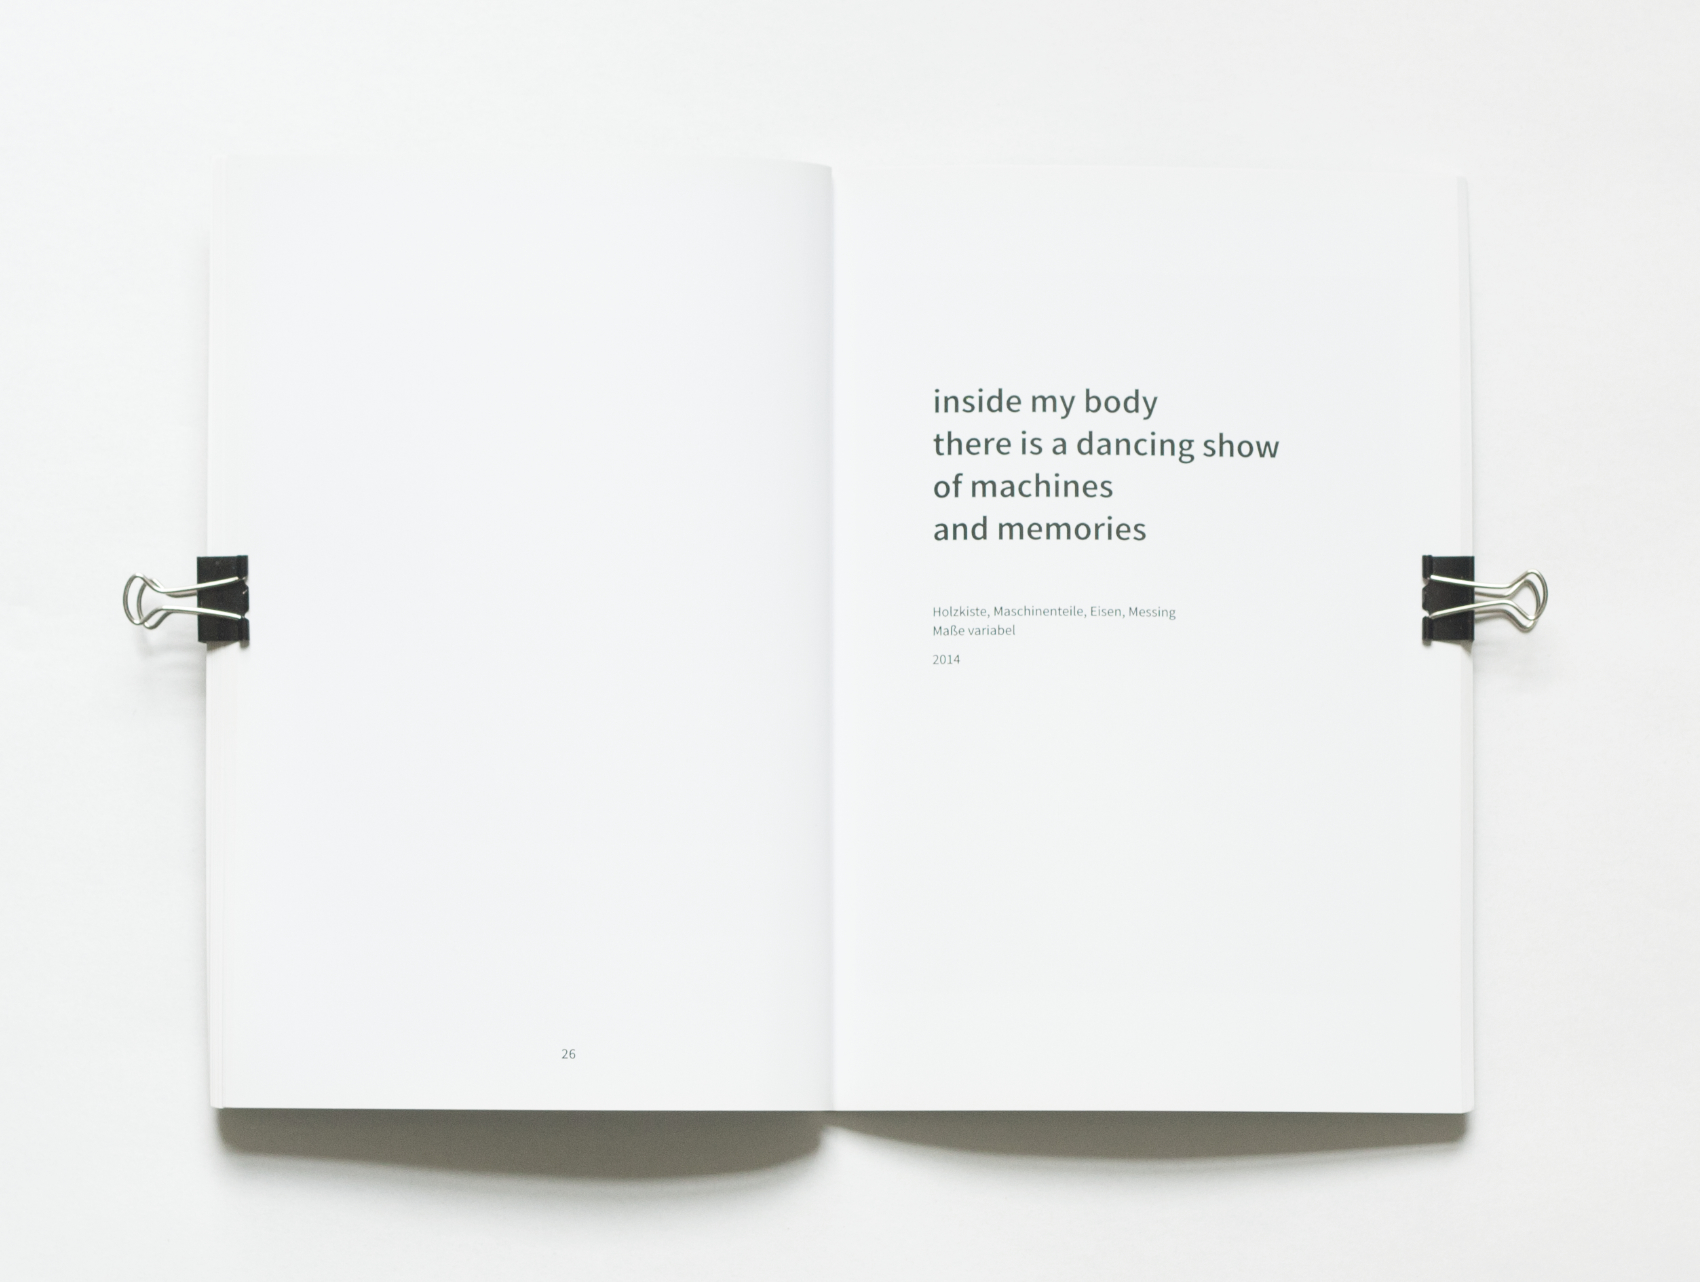 26
inside my body
there is a dancing show
of machines
and memories
Holzkiste, Maschinenteile, Eisen, Messing
Maße variabel
2014